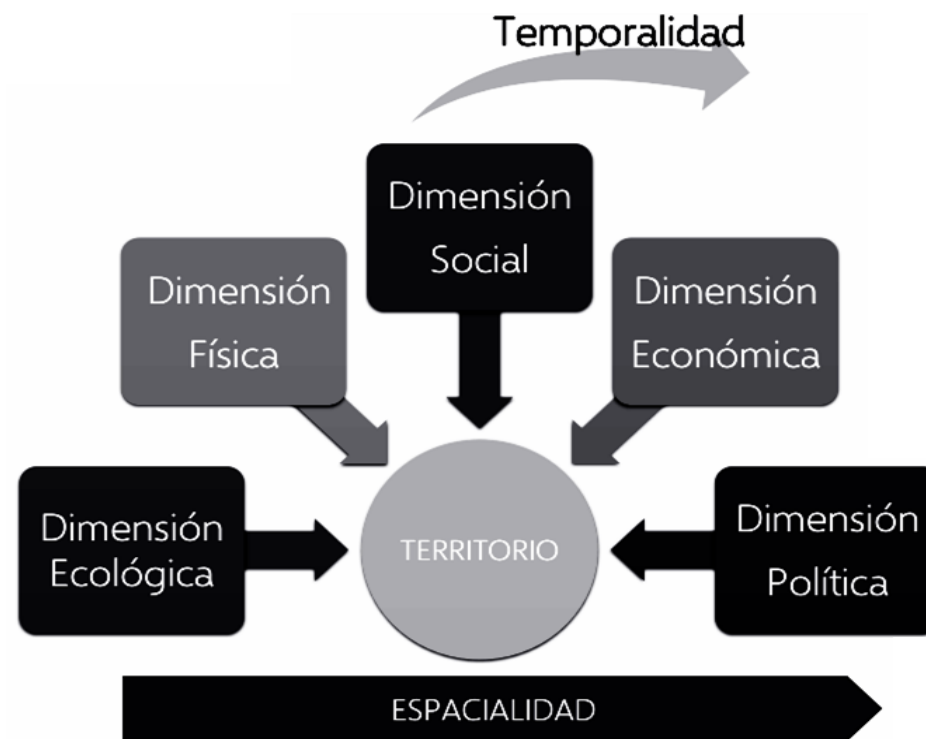 Temporalidad
Dimensión
Social
Dimensión
Física
Dimensión
Económica
Dimensión
Ecológica
TERRITORIO
Dimensión
Política
ESPACIALIDAD